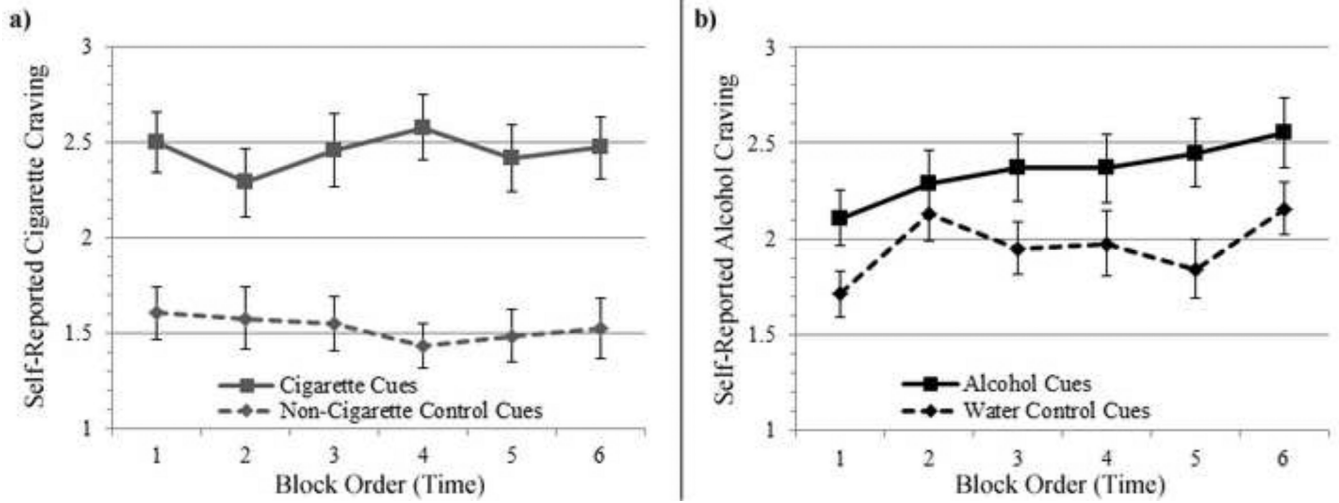 a)
Self-Reported Cigarette Craving
3
2.5
2
1.5
1
Cigarette Cues
Non-Cigarette Control Cues
1 2 3 4 5 6
Block Order (Time)
b)
Self-Reported Alcohol Craving
3
2.5
2
1.5
1
Alcohol Cues
Water Control Cues
1 2 3 4 5 6
Block Order (Time)